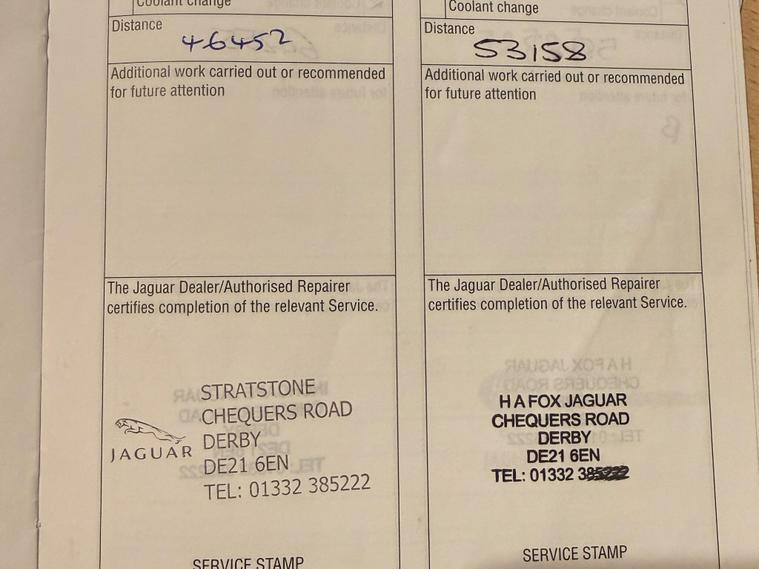 Coolant change
Distance
46452
Additional work carried out or recommended
for future attention
The Jaguar Dealer/Authorised Repairer
certifies completion of the relevant Service.
JAGUAR
STRATSTONE
CHEQUERS ROAD
DERBY
DE21 6EN
TEL: 01332 385222
SERVICE STAMP
Coolant change
Distance
53158
Additional work carried out or recommended
for future attention
The Jaguar Dealer/Authorised Repairer
certifies completion of the relevant Service.
H A FOX JAGUAR
CHEQUERS ROAD
DERBY
DE21 6EN
TEL: 01332 385222
SERVICE STAMP